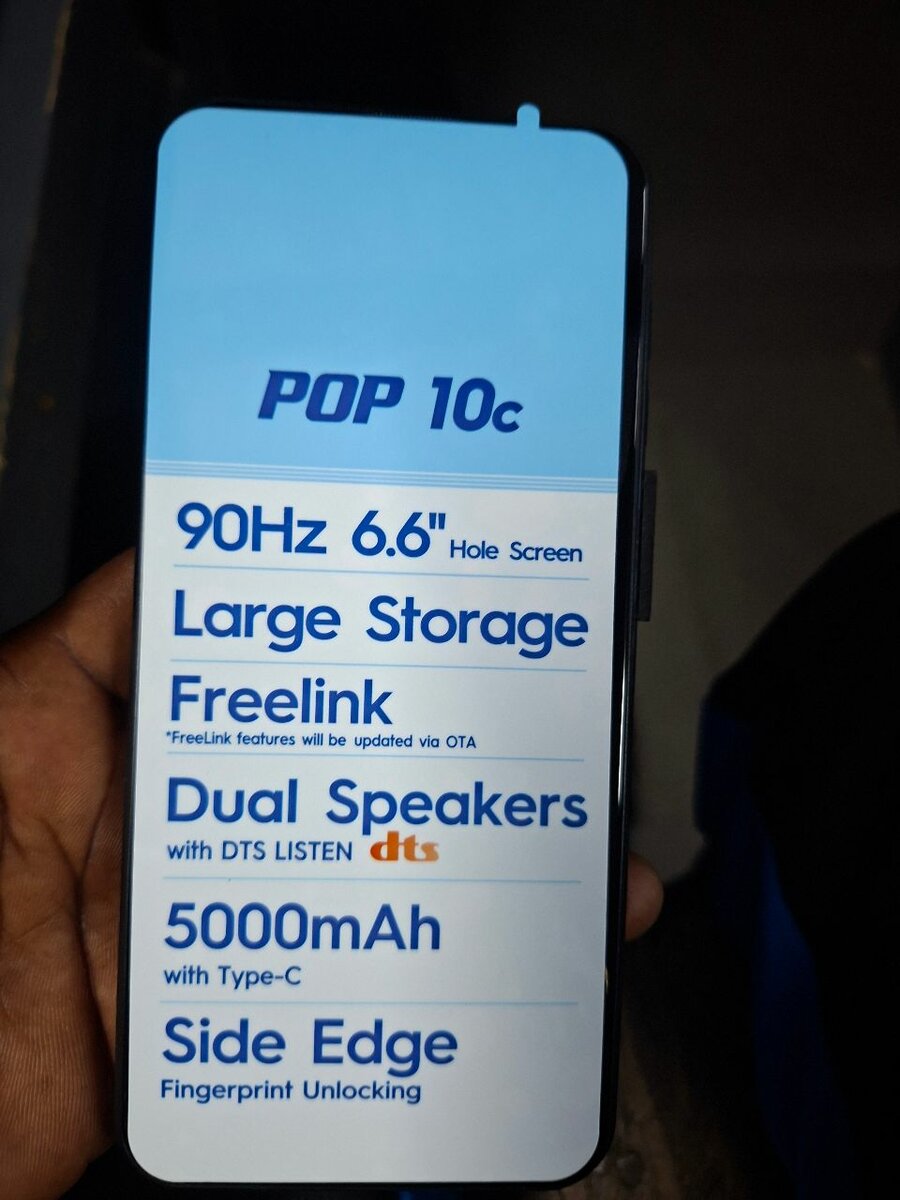 POP 10c
90Hz 6.6" Hole Screen
Large Storage
Freelink
*FreeLink features will be updated via OTA
Dual Speakers
with DTS LISTEN dts
5000mAh
with Type-C
Side Edge
Fingerprint Unlocking